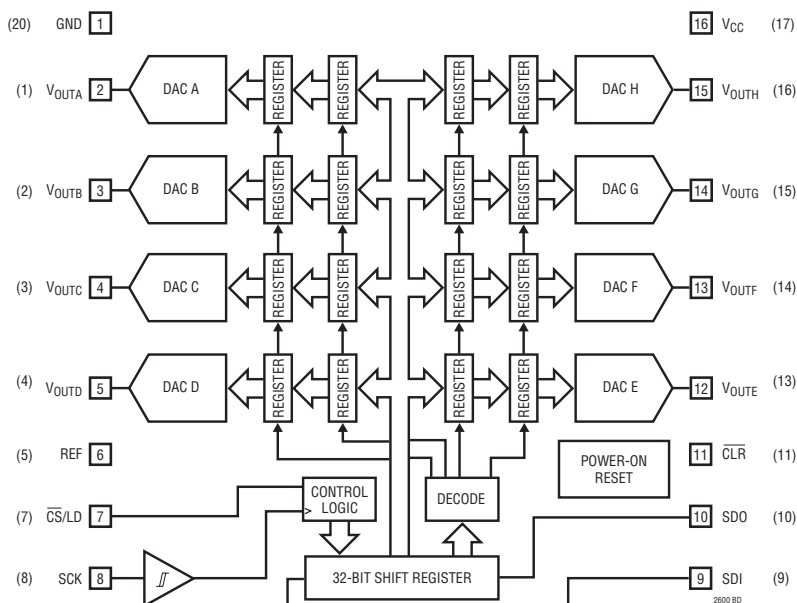 (20) GND 1
16 VCC (17)
REGISTER
REGISTER
REGISTER
REGISTER
(1) VOUTA 2
DAC A
DAC H
15 VOUTH (16)
REGISTER
REGISTER
REGISTER
REGISTER
(2) VOUTB 3
DAC B
DAC G
14 VOUTG (15)
REGISTER
REGISTER
REGISTER
REGISTER
(3) VOUTC 4
DAC C
DAC F
13 VOUTF (14)
REGISTER
REGISTER
REGISTER
REGISTER
(4) VOUTD 5
DAC D
DAC E
12 VOUTE (13)
(5) REF 6
POWER-ON
RESET
11 C̅L̅R̅ (11)
(7) C̅S̅/LD 7
CONTROL
LOGIC
>
DECODE
10 SDO (10)
(8) SCK 8
32-BIT SHIFT REGISTER
9 SDI (9)
2600 BD